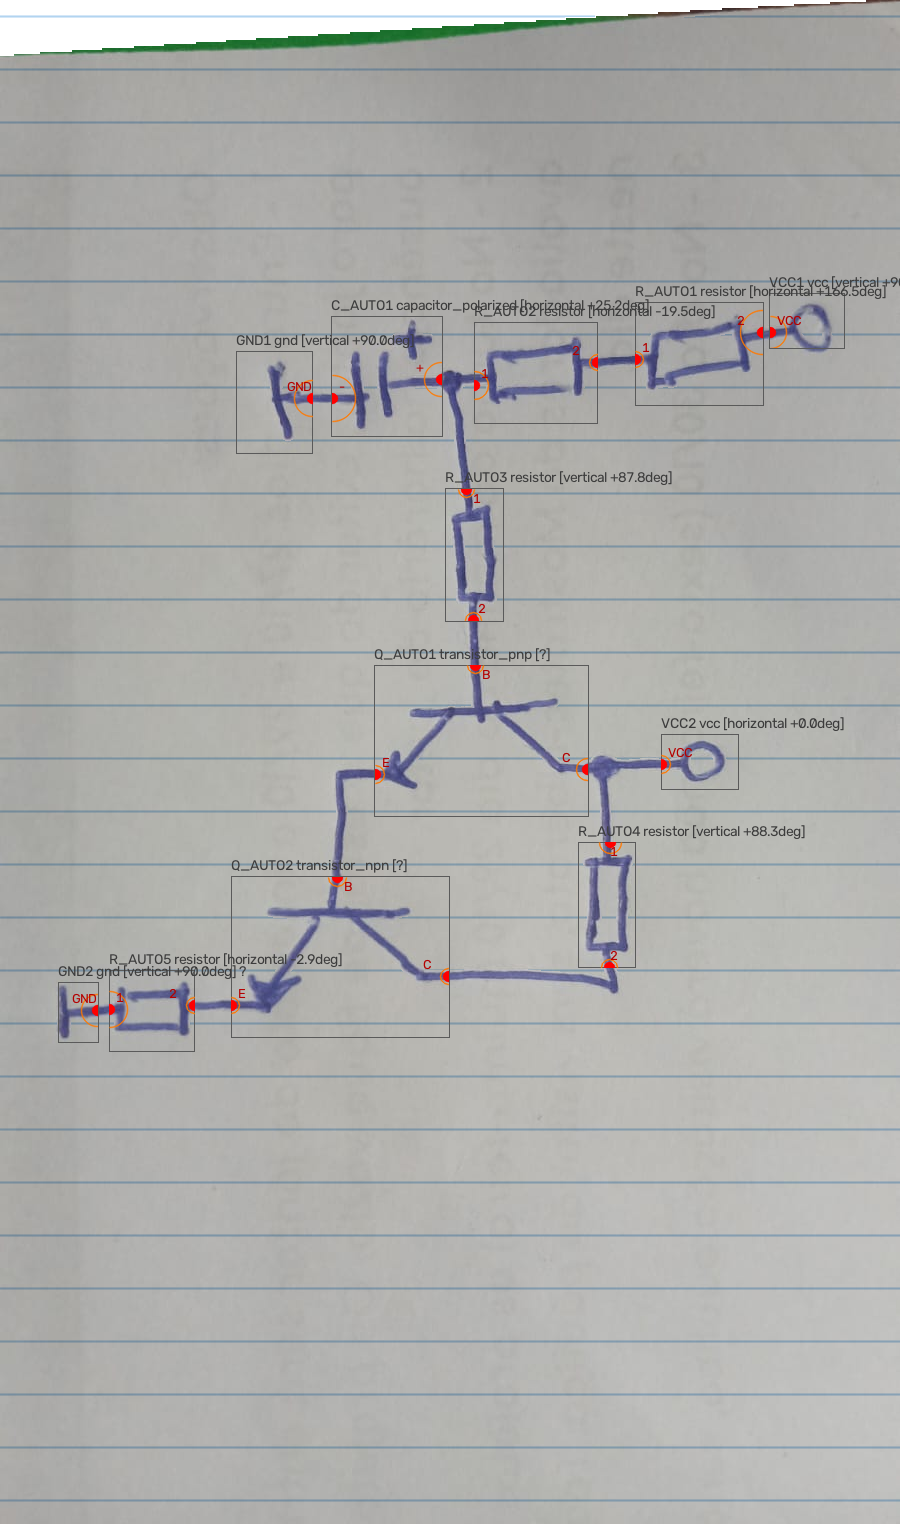 VCC1 vcc [vertical +90
R_AUTO1 resistor [horizontal +166.5deg]
C_AUTO1 capacitor_polarized [horizontal +25.2deg]
R_AUTO2 resistor [horizontal -19.5deg]
2 VCC
GND1 gnd [vertical +90.0deg]
2 1
+ 1
GND -
R_AUTO3 resistor [vertical +87.8deg]
1
2
Q_AUTO1 transistor_pnp [?]
B
VCC2 vcc [horizontal +0.0deg]
E C VCC
R_AUTO4 resistor [vertical +88.3deg]
1
Q_AUTO2 transistor_npn [?]
B
R_AUTO5 resistor [horizontal -2.9deg]
2
C
GND2 gnd [vertical +90.0deg] ?
GND 1 2 E